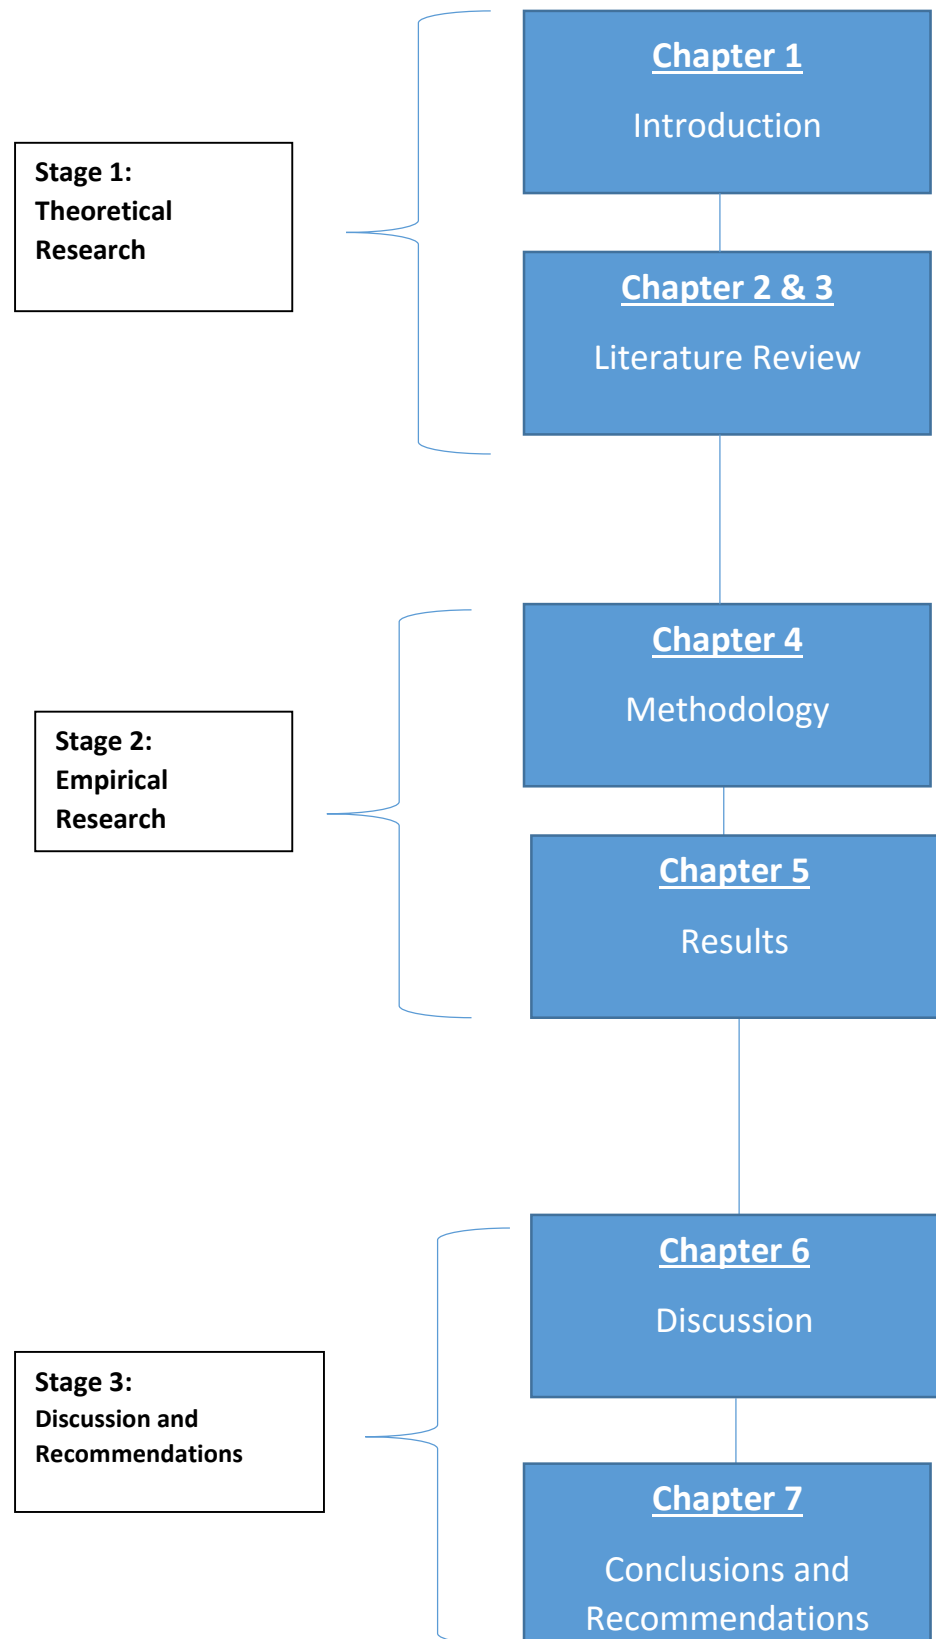 Chapter 1
Introduction
Stage 1:
Theoretical
Research
Chapter 2 & 3
Literature Review
Chapter 4
Methodology
Stage 2:
Empirical
Research
Chapter 5
Results
Chapter 6
Discussion
Stage 3:
Discussion and
Recommendations
Chapter 7
Conclusions and
Recommendations